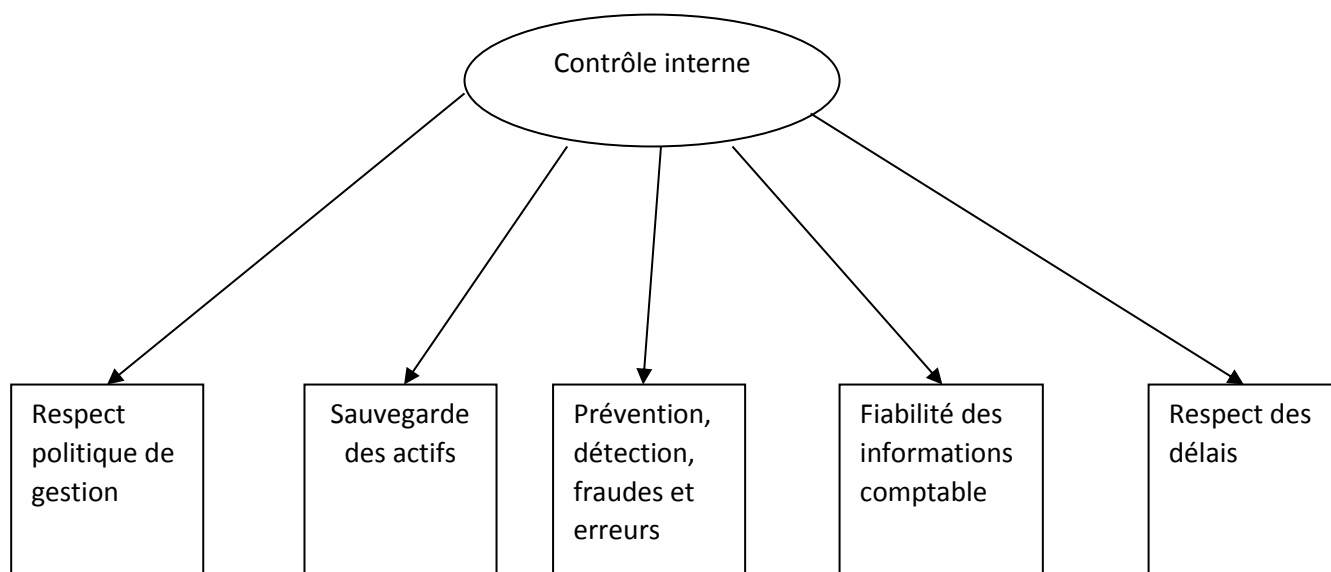 Contrôle interne
Respect
politique de
gestion
Sauvegarde
des actifs
Prévention,
détection,
fraudes et
erreurs
Fiabilité des
informations
comptable
Respect des
délais